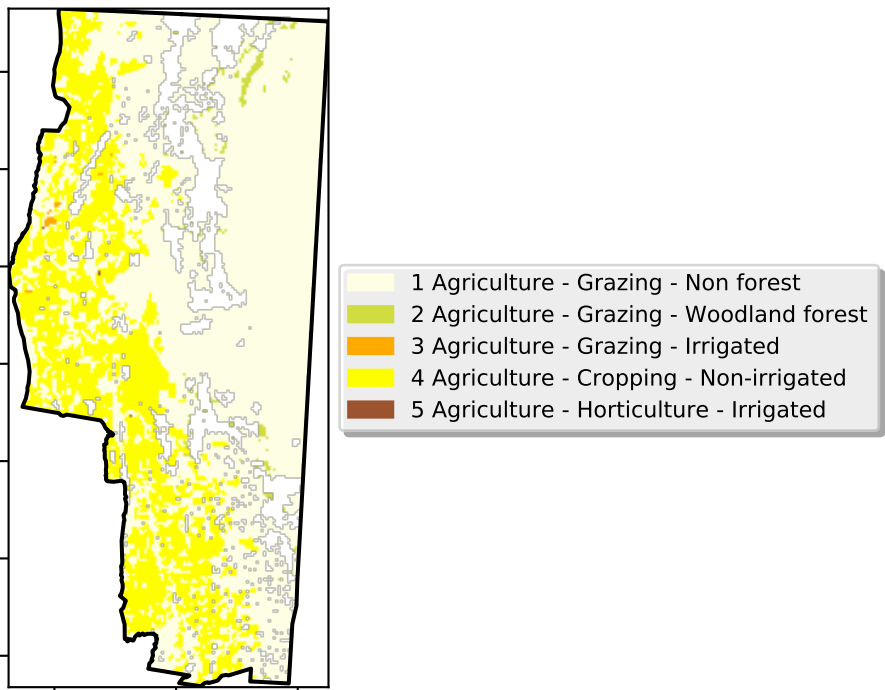 1 Agriculture - Grazing - Non forest
2 Agriculture - Grazing - Woodland forest
3 Agriculture - Grazing - Irrigated
4 Agriculture - Cropping - Non-irrigated
5 Agriculture - Horticulture - Irrigated